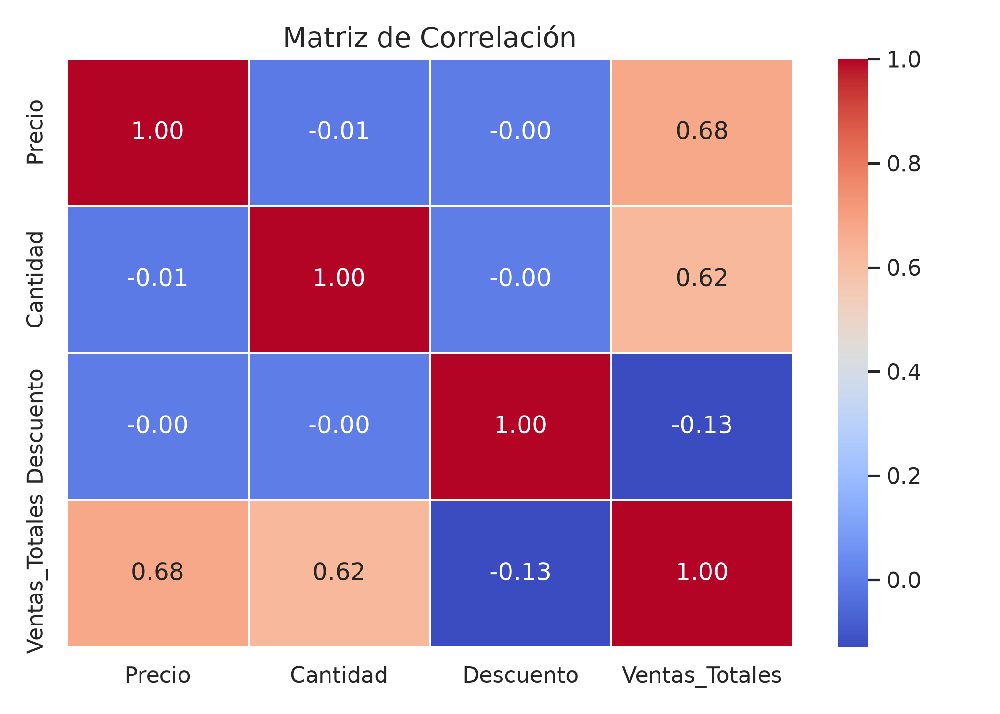 Matriz de Correlación
Precio
1.00
-0.01
-0.00
0.68
Cantidad
-0.01
1.00
-0.00
0.62
Descuento
-0.00
-0.00
1.00
-0.13
Ventas_Totales
0.68
0.62
-0.13
1.00
Precio
Cantidad
Descuento
Ventas_Totales
1.0
0.8
0.6
0.4
0.2
0.0